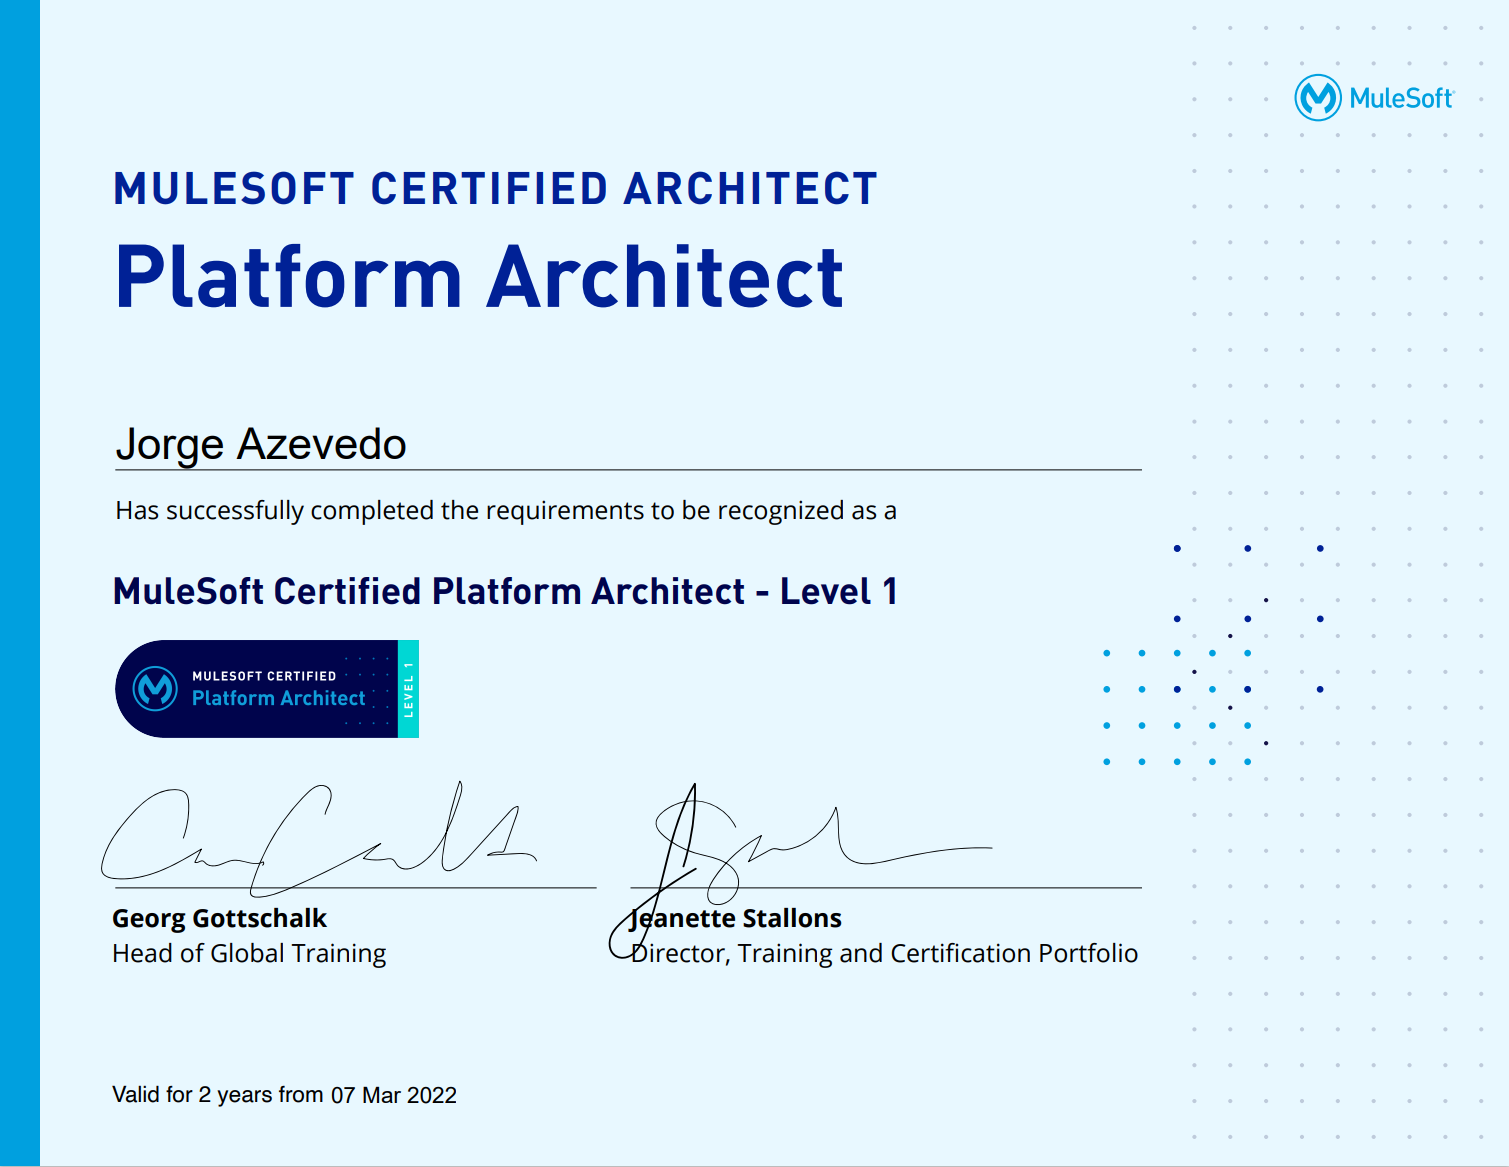 MuleSoft
MULESOFT CERTIFIED ARCHITECT
Platform Architect
Jorge Azevedo
Has successfully completed the requirements to be recognized as a
MuleSoft Certified Platform Architect - Level 1
MULESOFT CERTIFIED
Platform Architect
LEVEL 1
Georg Gottschalk
Head of Global Training
Jeanette Stallons
Director, Training and Certification Portfolio
Valid for 2 years from 07 Mar 2022